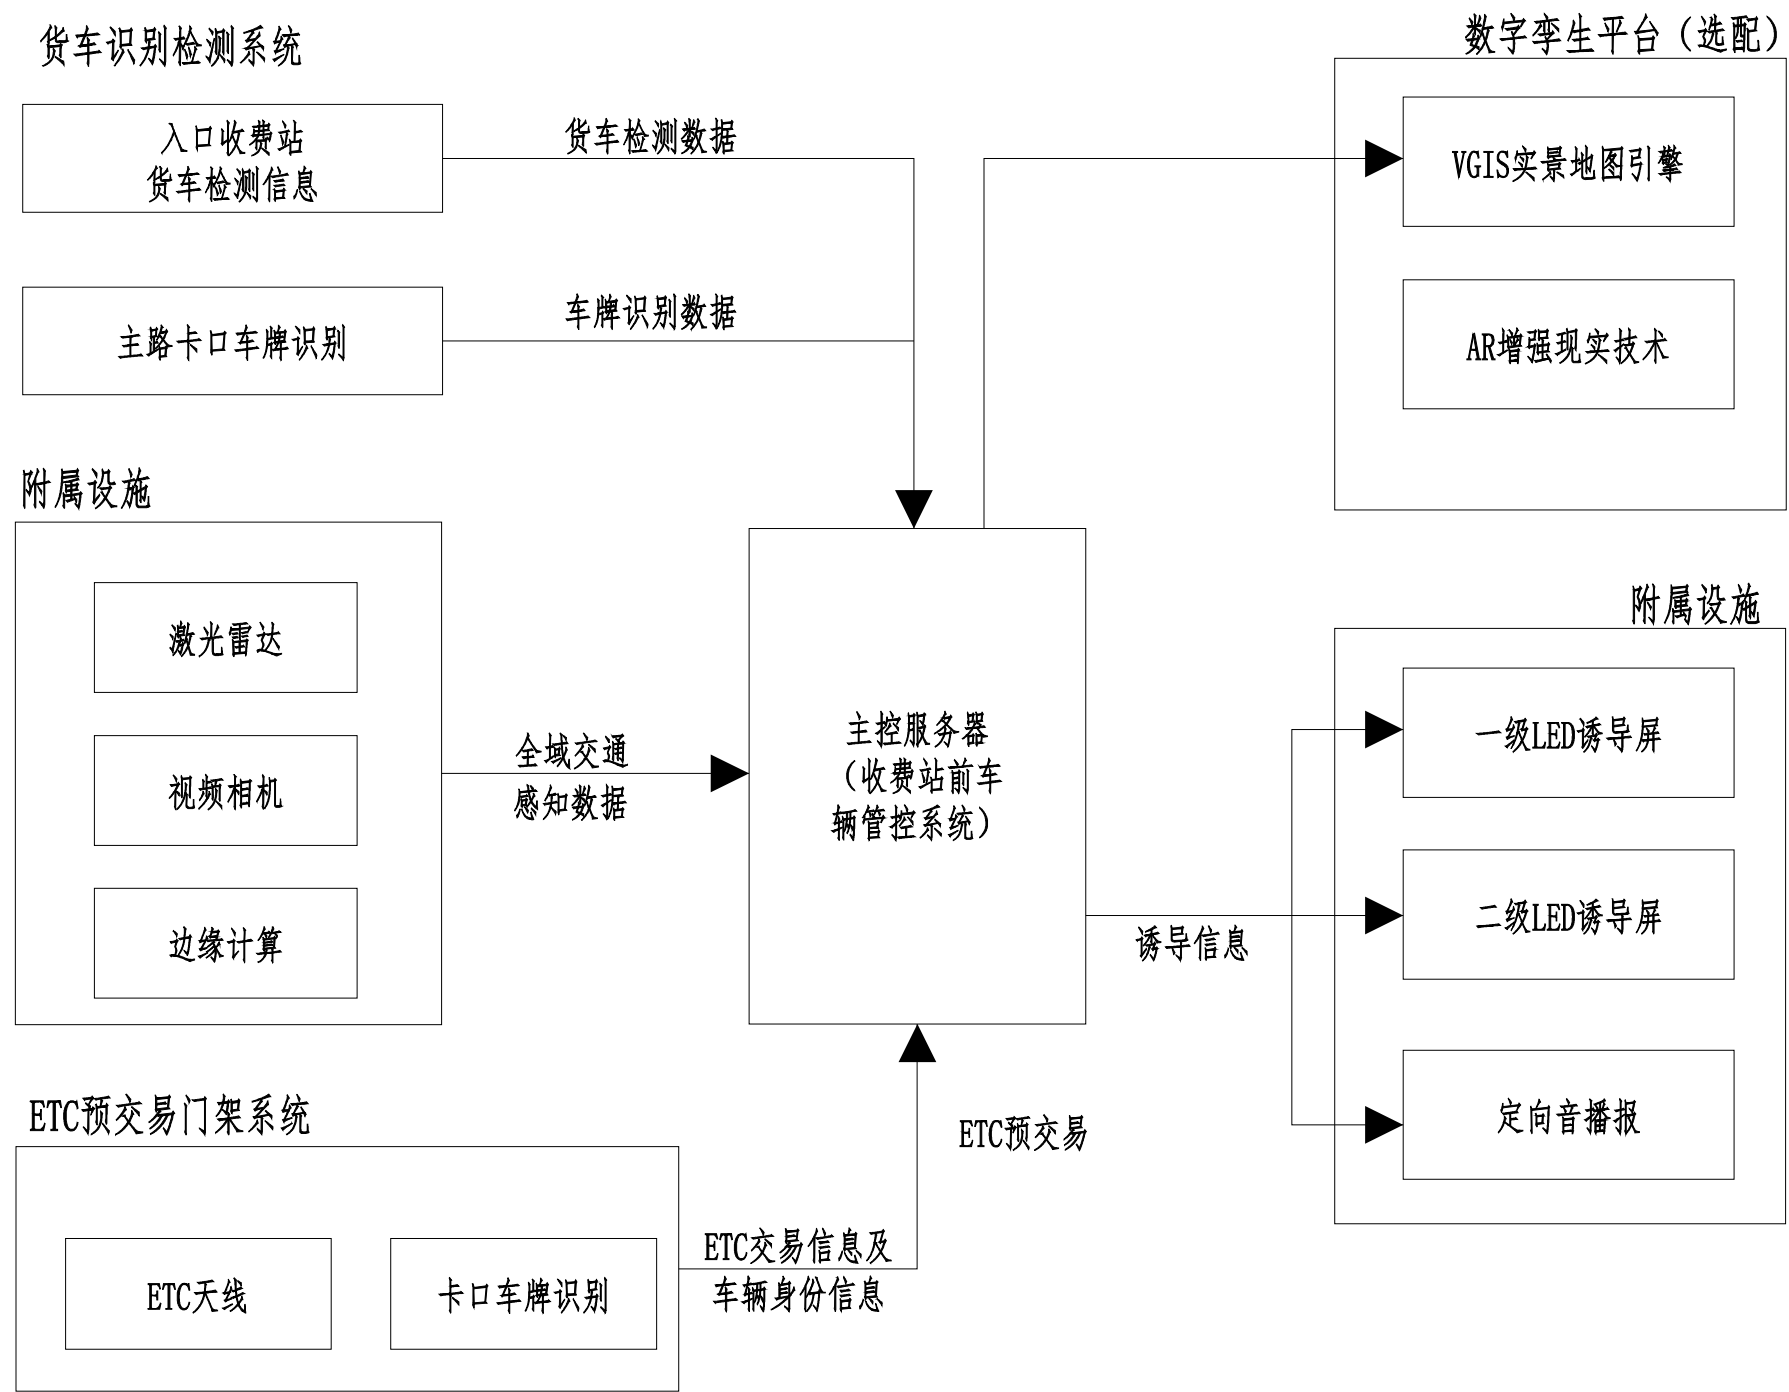 货车识别检测系统
入口收费站
货车检测信息
货车检测数据
主路卡口车牌识别
车牌识别数据
附属设施
激光雷达
视频相机
边缘计算
全域交通
感知数据
ETC预交易门架系统
ETC天线
卡口车牌识别
ETC交易信息及
车辆身份信息
ETC预交易
主控服务器
（收费站前车
辆管控系统）
数字孪生平台（选配）
VGIS实景地图引擎
AR增强现实技术
诱导信息
附属设施
一级LED诱导屏
二级LED诱导屏
定向音播报